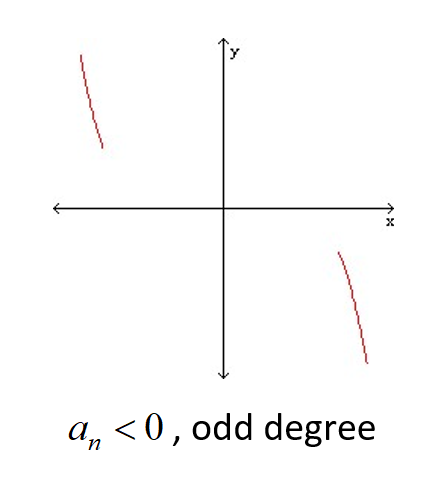 y
x
aₙ < 0 , odd degree